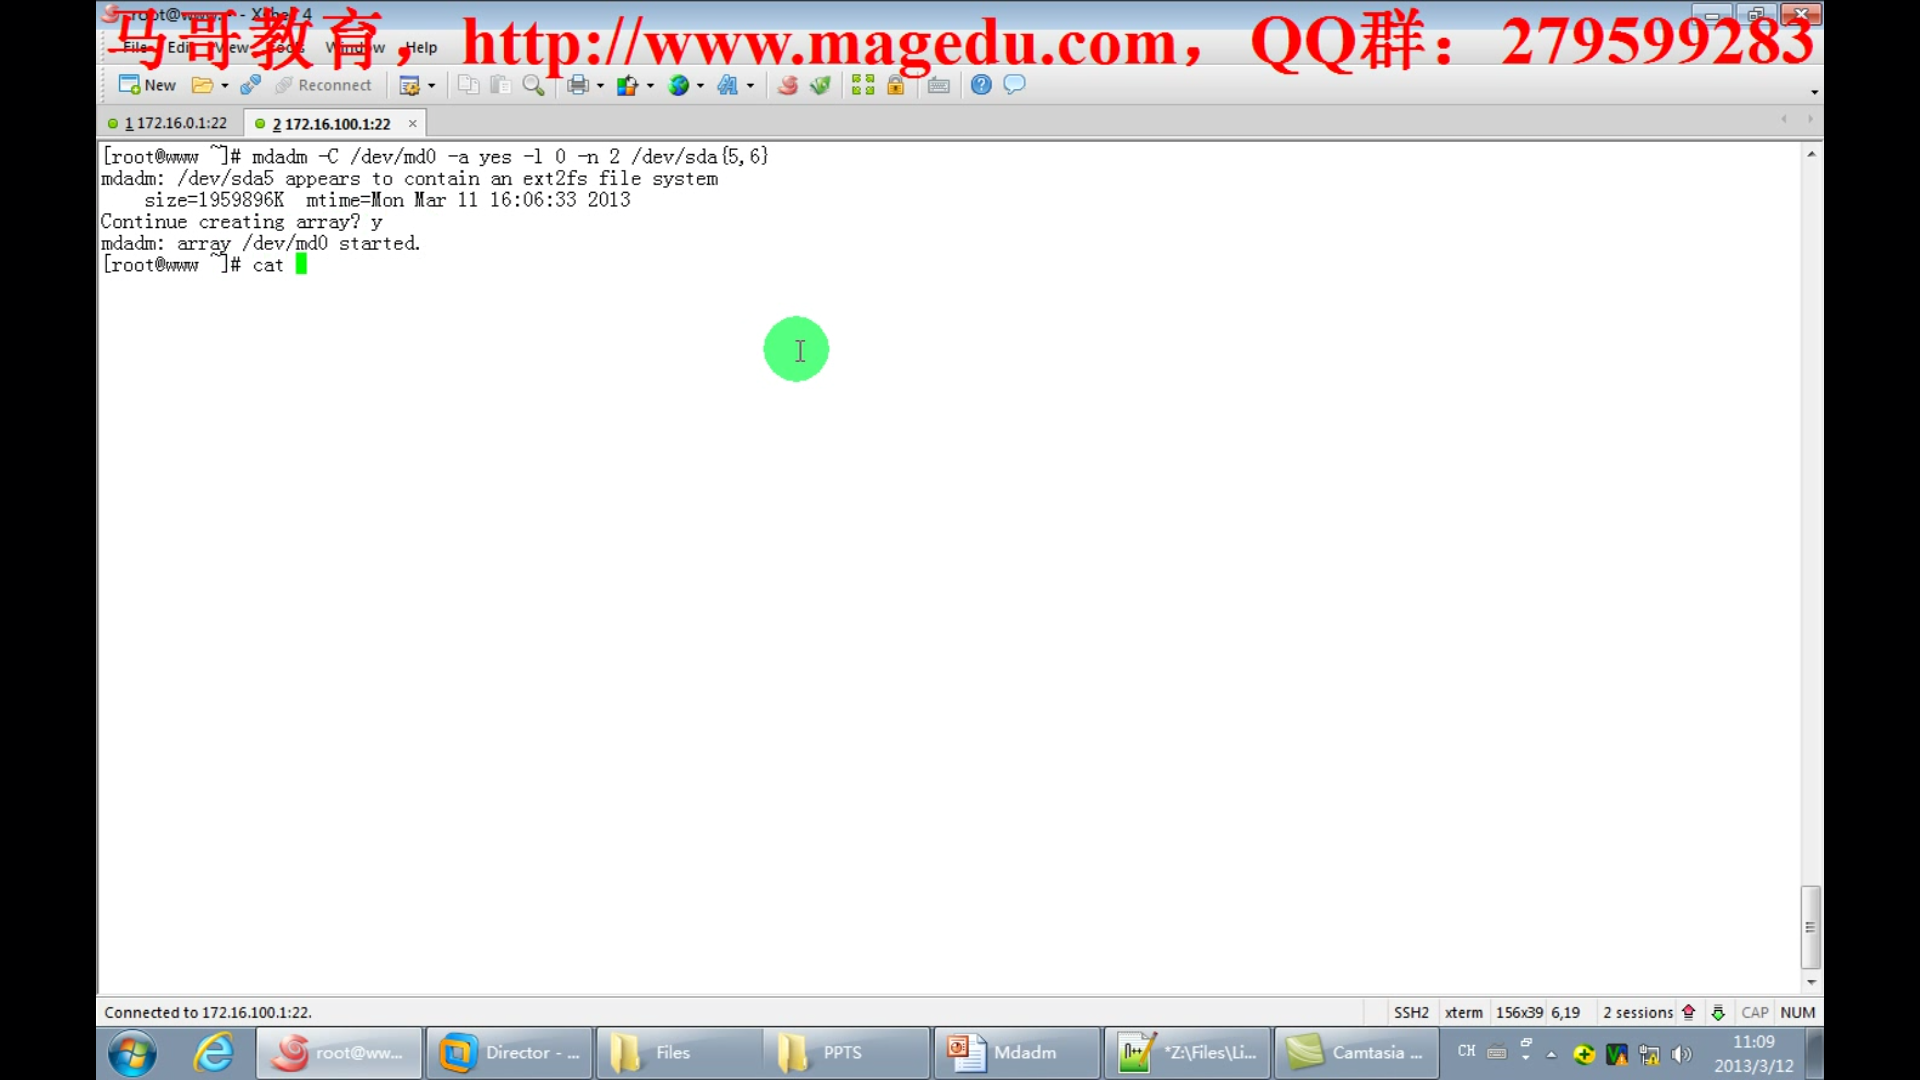 root@www:~ - Xshell 4
马哥教育，http://www.magedu.com，QQ群：279599283
File Edit View Tools Window Help
New Reconnect
1 172.16.0.1:22 2 172.16.100.1:22
[root@www ~]# mdadm -C /dev/md0 -a yes -l 0 -n 2 /dev/sda{5,6}
mdadm: /dev/sda5 appears to contain an ext2fs file system
size=1959896K mtime=Mon Mar 11 16:06:33 2013
Continue creating array? y
mdadm: array /dev/md0 started.
[root@www ~]# cat
Connected to 172.16.100.1:22.
SSH2 xterm 156x39 6,19 2 sessions CAP NUM
root@ww... Director - ... Files PPTS Mdadm *Z:\Files\Li... Camtasia ... CH 11:09
2013/3/12